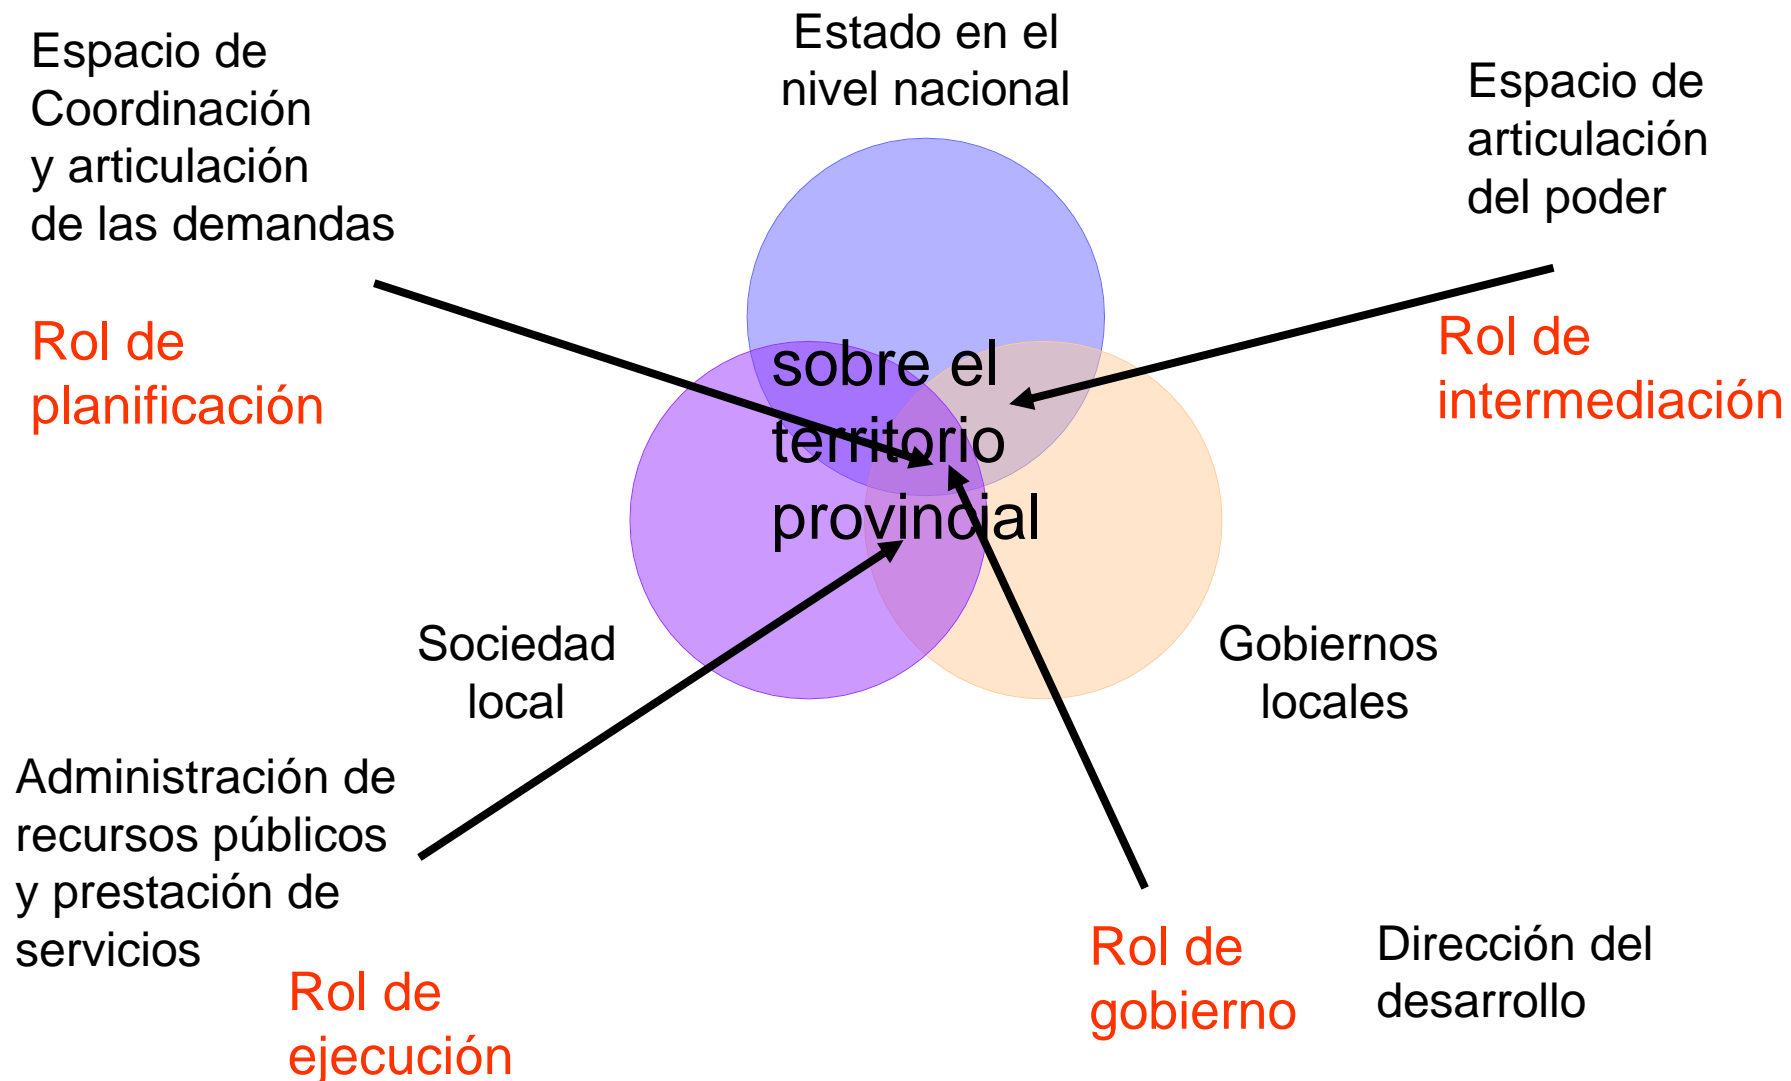 Espacio de
Coordinación
y articulación
de las demandas
Rol de
planificación
Estado en el
nivel nacional
Espacio de
articulación
del poder
Rol de
intermediación
sobre el
territorio
provincial
Sociedad
local
Gobiernos
locales
Administración de
recursos públicos
y prestación de
servicios
Rol de
ejecución
Rol de
gobierno
Dirección del
desarrollo